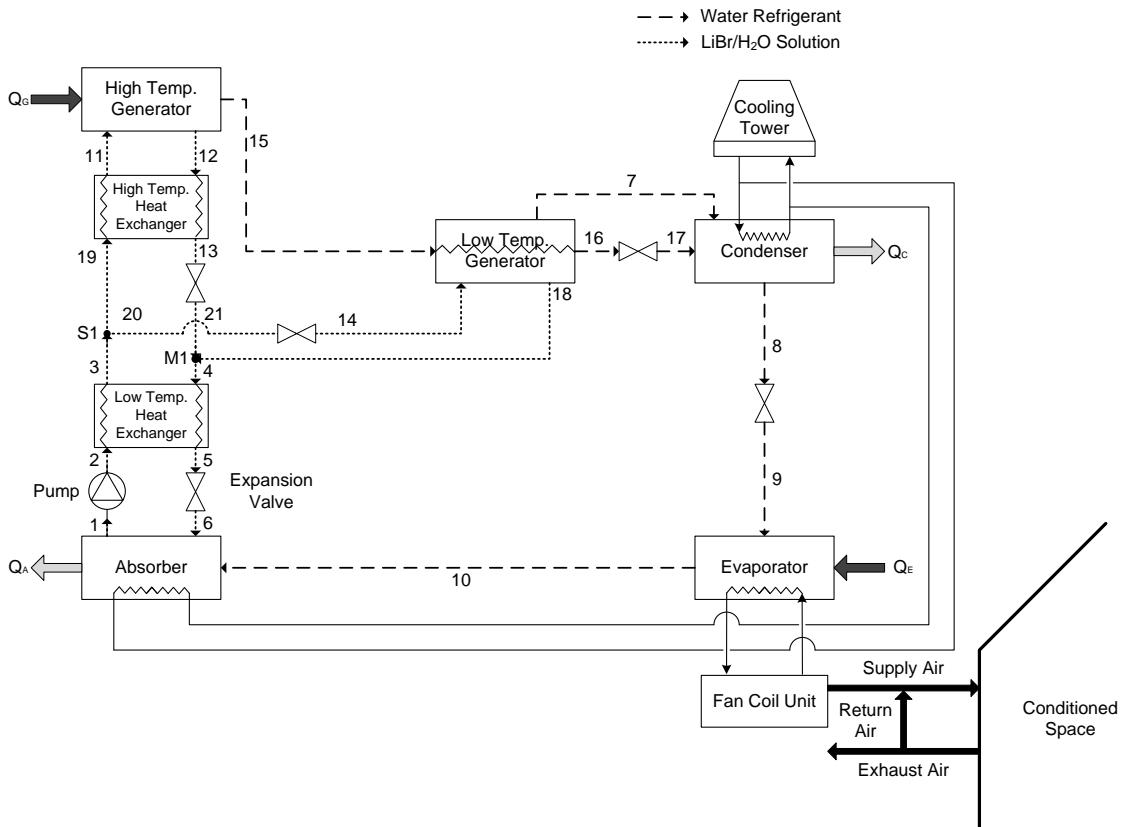 Water Refrigerant
LiBr/H₂O Solution
High Temp.
Generator
QG
Cooling
Tower
15
11
12
High Temp.
Heat
Exchanger
7
Low Temp.
Generator
16
17
Condenser
QC
19
13
18
20
21
14
S1
M1
3
4
8
Low Temp.
Heat
Exchanger
2
5
Pump
Expansion
Valve
9
1
6
QA
Absorber
10
Evaporator
QE
Supply Air
Fan Coil Unit
Return
Air
Conditioned
Space
Exhaust Air